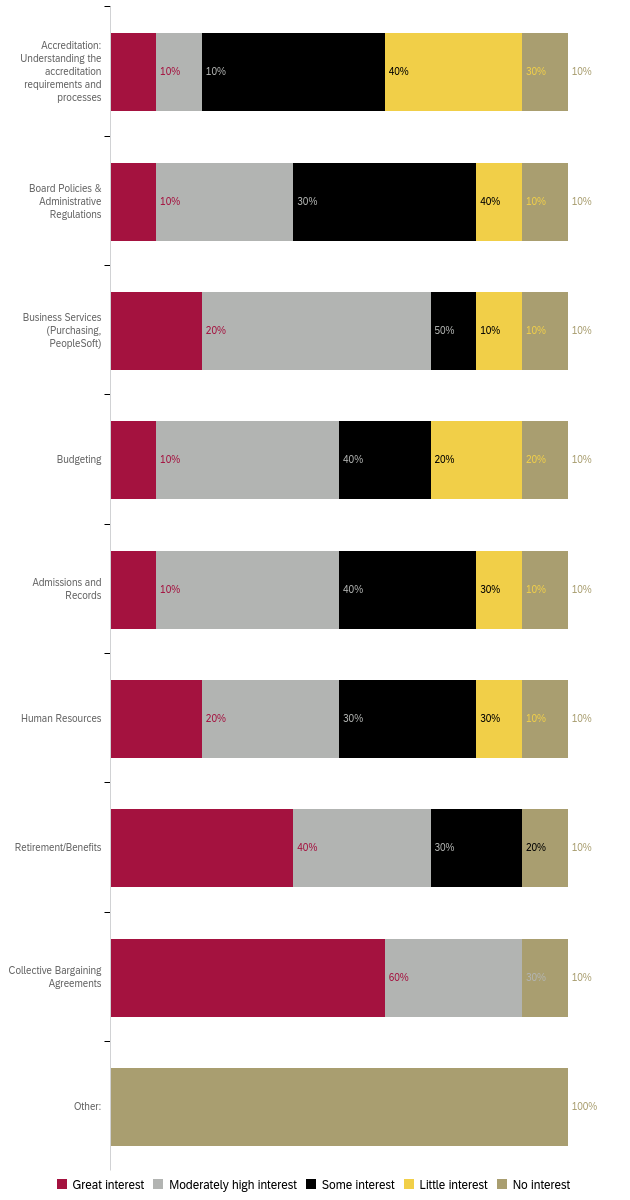 Accreditation:
Understanding the
accreditation
requirements and
processes
10% 10% 40% 30% 10%
Board Policies &
Administrative
Regulations
10% 30% 40% 10% 10%
Business Services
(Purchasing,
PeopleSoft)
20% 50% 10% 10% 10%
Budgeting
10% 40% 20% 20% 10%
Admissions and
Records
10% 40% 30% 10% 10%
Human Resources
20% 30% 30% 10% 10%
Retirement/Benefits
40% 30% 20% 10%
Collective Bargaining
Agreements
60% 30% 10%
Other:
100%
Great interest Moderately high interest Some interest Little interest No interest